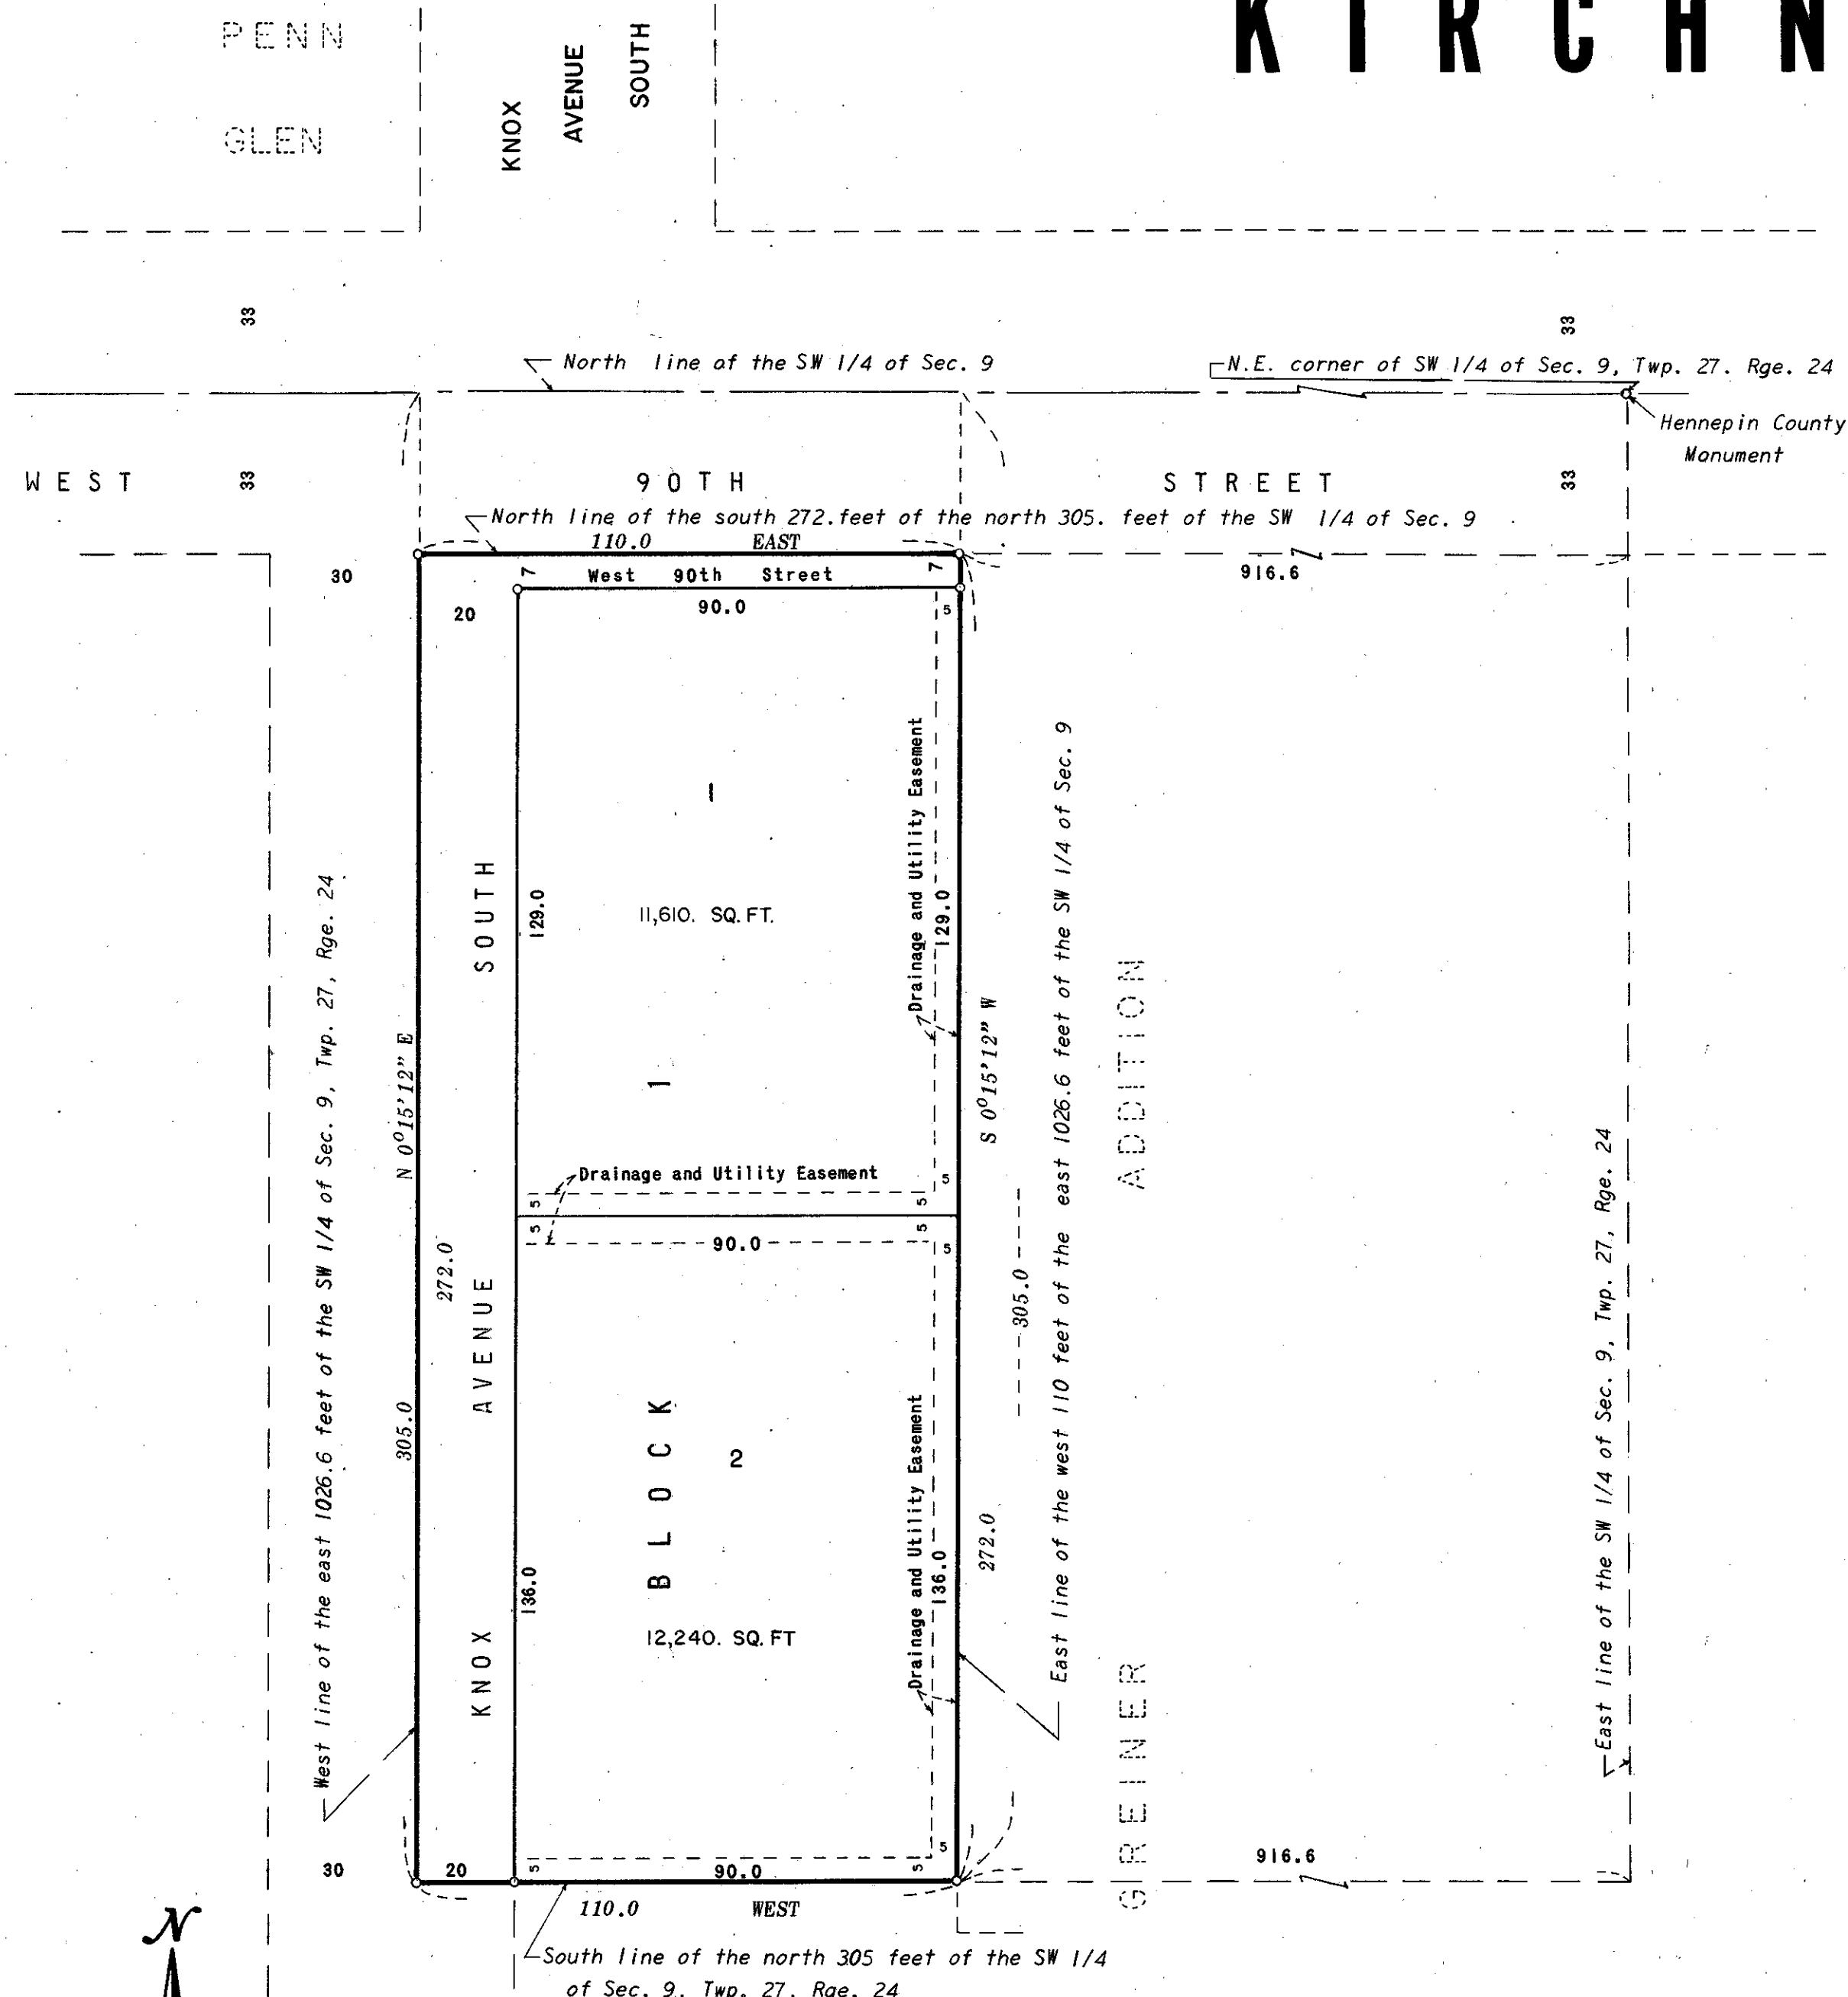 KIRCHN
PENN
GLEN
KNOX
AVENUE
SOUTH
33
33
North line of the SW 1/4 of Sec. 9
N.E. corner of SW 1/4 of Sec. 9, Twp. 27. Rge. 24
Hennepin County
Monument
WEST
33
90TH
STREET
33
North line of the south 272. feet of the north 305. feet of the SW 1/4 of Sec. 9
110.0 EAST
30
7
West 90th Street
7
916.6
20
90.0
5
Drainage and Utility Easement
129.0
129.0
1
11,610. SQ. FT.
SOUTH
N 0°15'12" E
S 0°15'12" W
1
West line of the east 1026.6 feet of the SW 1/4 of Sec. 9, Twp. 27, Rge. 24
East line of the west 110 feet of the east 1026.6 feet of the SW 1/4 of Sec. 9
ADDITION
East line of the SW 1/4 of Sec. 9, Twp. 27, Rge. 24
Drainage and Utility Easement
5
5
5
5
5
5
90.0
272.0
305.0
AVENUE
305.0
BLOCK
2
Drainage and Utility Easement
136.0
136.0
272.0
12,240. SQ. FT
KNOX
GREINER
30
20
5
90.0
5
5
916.6
110.0 WEST
N
South line of the north 305 feet of the SW 1/4
of Sec. 9, Twp. 27, Rge. 24